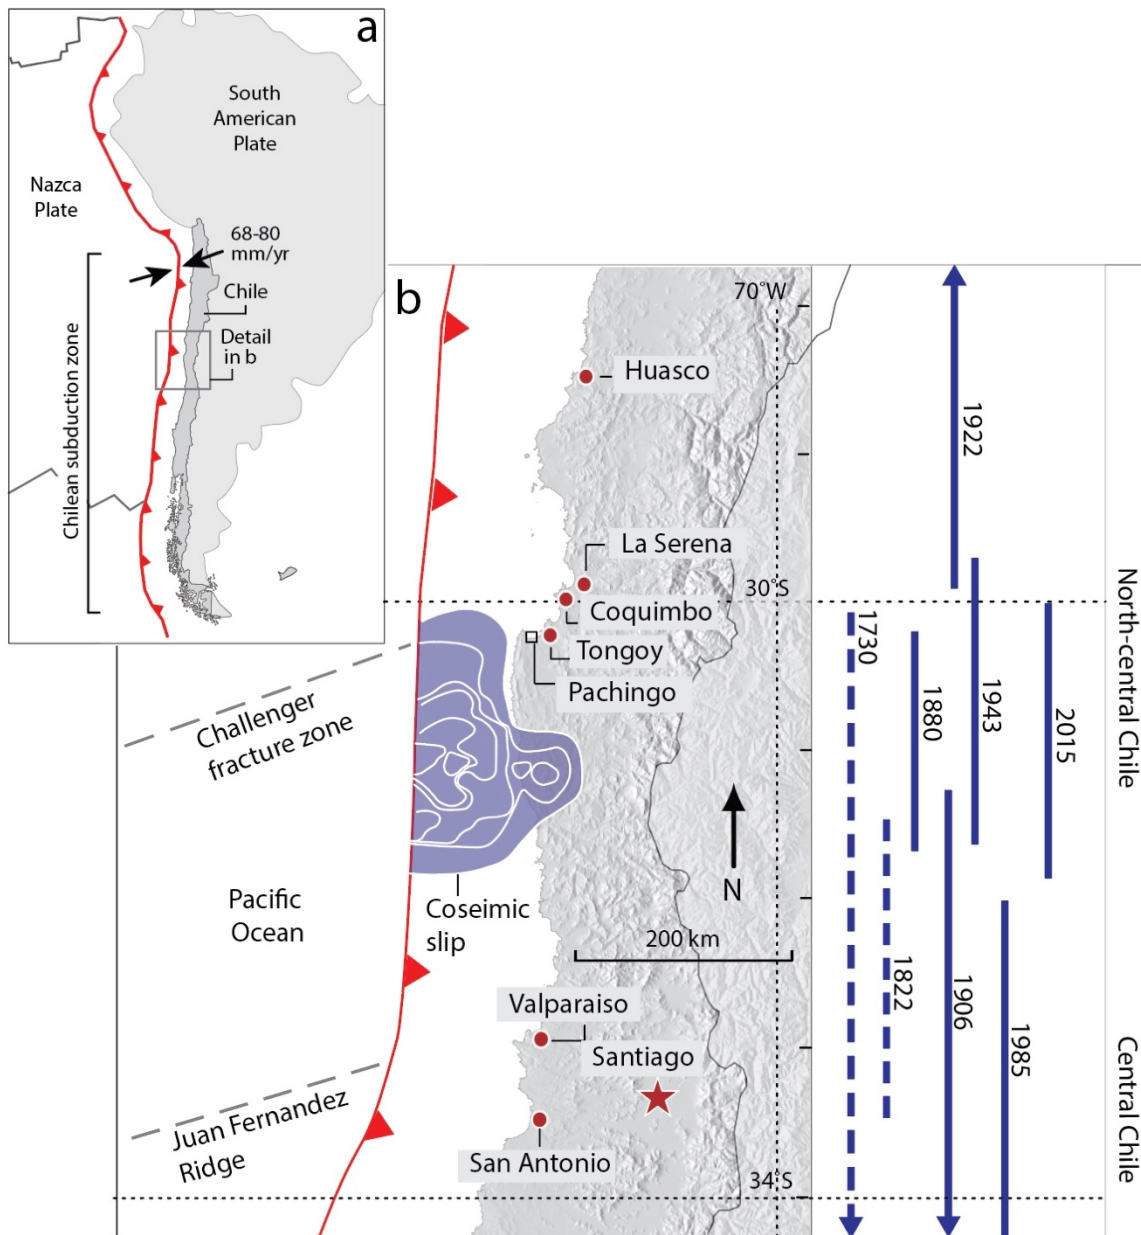 a
South
American
Plate
Nazca
Plate
68-80
mm/yr
Chile
Detail
in b
Chilean subduction zone
b
70°W
Huasco
La Serena
30°S
Coquimbo
Tongoy
Pachingo
Challenger
fracture zone
Pacific
Ocean
Coseimic
slip
N
200 km
Valparaiso
Santiago
San Antonio
Juan Fernandez
Ridge
34°S
1730
1822
1880
1906
1922
1943
1985
2015
North-central Chile
Central Chile